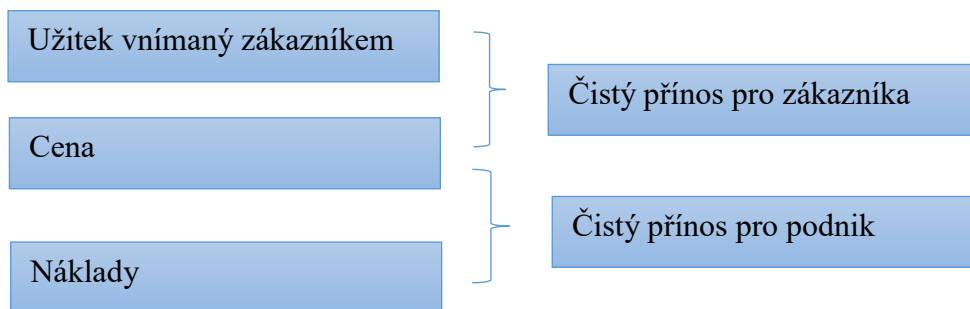 Užitek vnímaný zákazníkem
Cena
Náklady
Čistý přínos pro zákazníka
Čistý přínos pro podnik